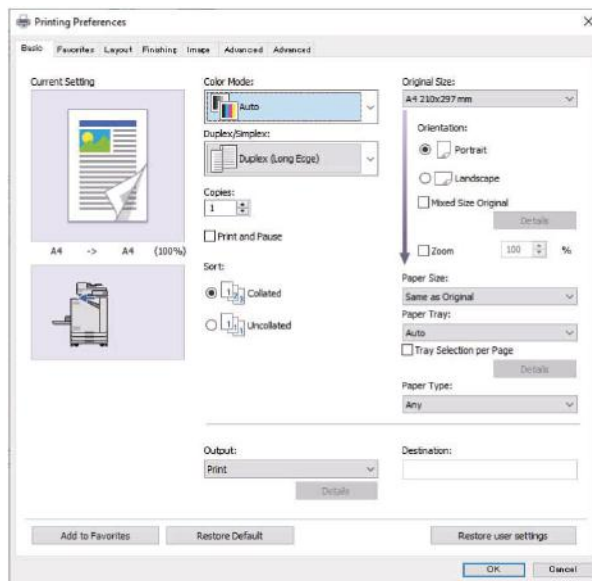 Printing Preferences
Basic Favorites Layout Finishing Image Advanced Advanced
Current Setting
A4 -> A4 (100%)
Color Mode:
Auto
Duplex/Simplex:
Duplex (Long Edge)
Copies:
1
Print and Pause
Sort:
Collated
Uncollated
Original Size:
A4 210x297 mm
Orientation:
Portrait
Landscape
Mixed Size Original
Details
Zoom 100 %
Paper Size:
Same as Original
Paper Tray:
Auto
Tray Selection per Page
Details
Paper Type:
Any
Output:
Print
Details
Destination:
Add to Favorites Restore Default Restore user settings
OK Cancel